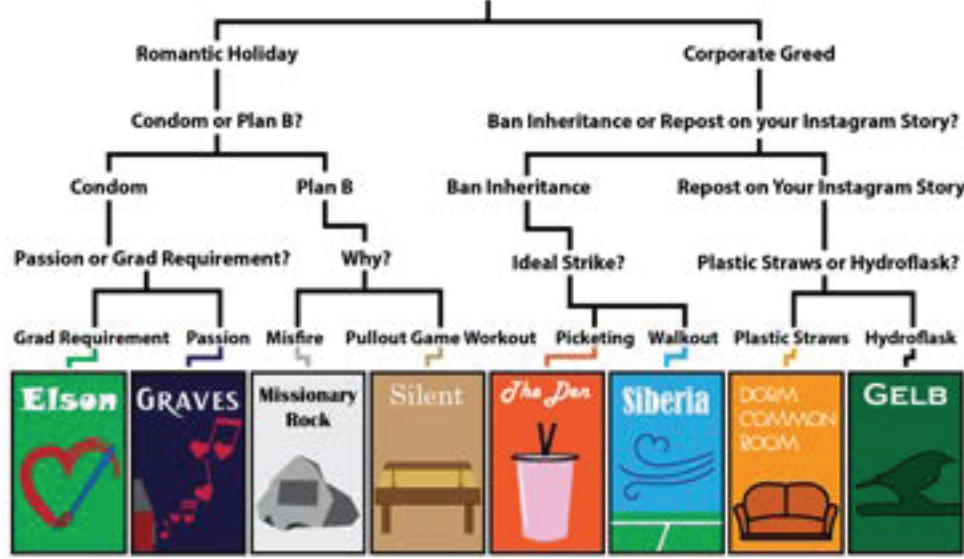 Romantic Holiday
Corporate Greed
Condom or Plan B?
Ban Inheritance or Repost on your Instagram Story?
Condom
Plan B
Ban Inheritance
Repost on Your Instagram Story
Passion or Grad Requirement?
Why?
Ideal Strike?
Plastic Straws or Hydroflask?
Grad Requirement
Passion
Misfire
Pullout Game Workout
Picketing
Walkout
Plastic Straws
Hydroflask
Elson
GRAVES
Missionary
Rock
Silent
The Den
Siberia
DORM
COMMON
ROOM
GELB